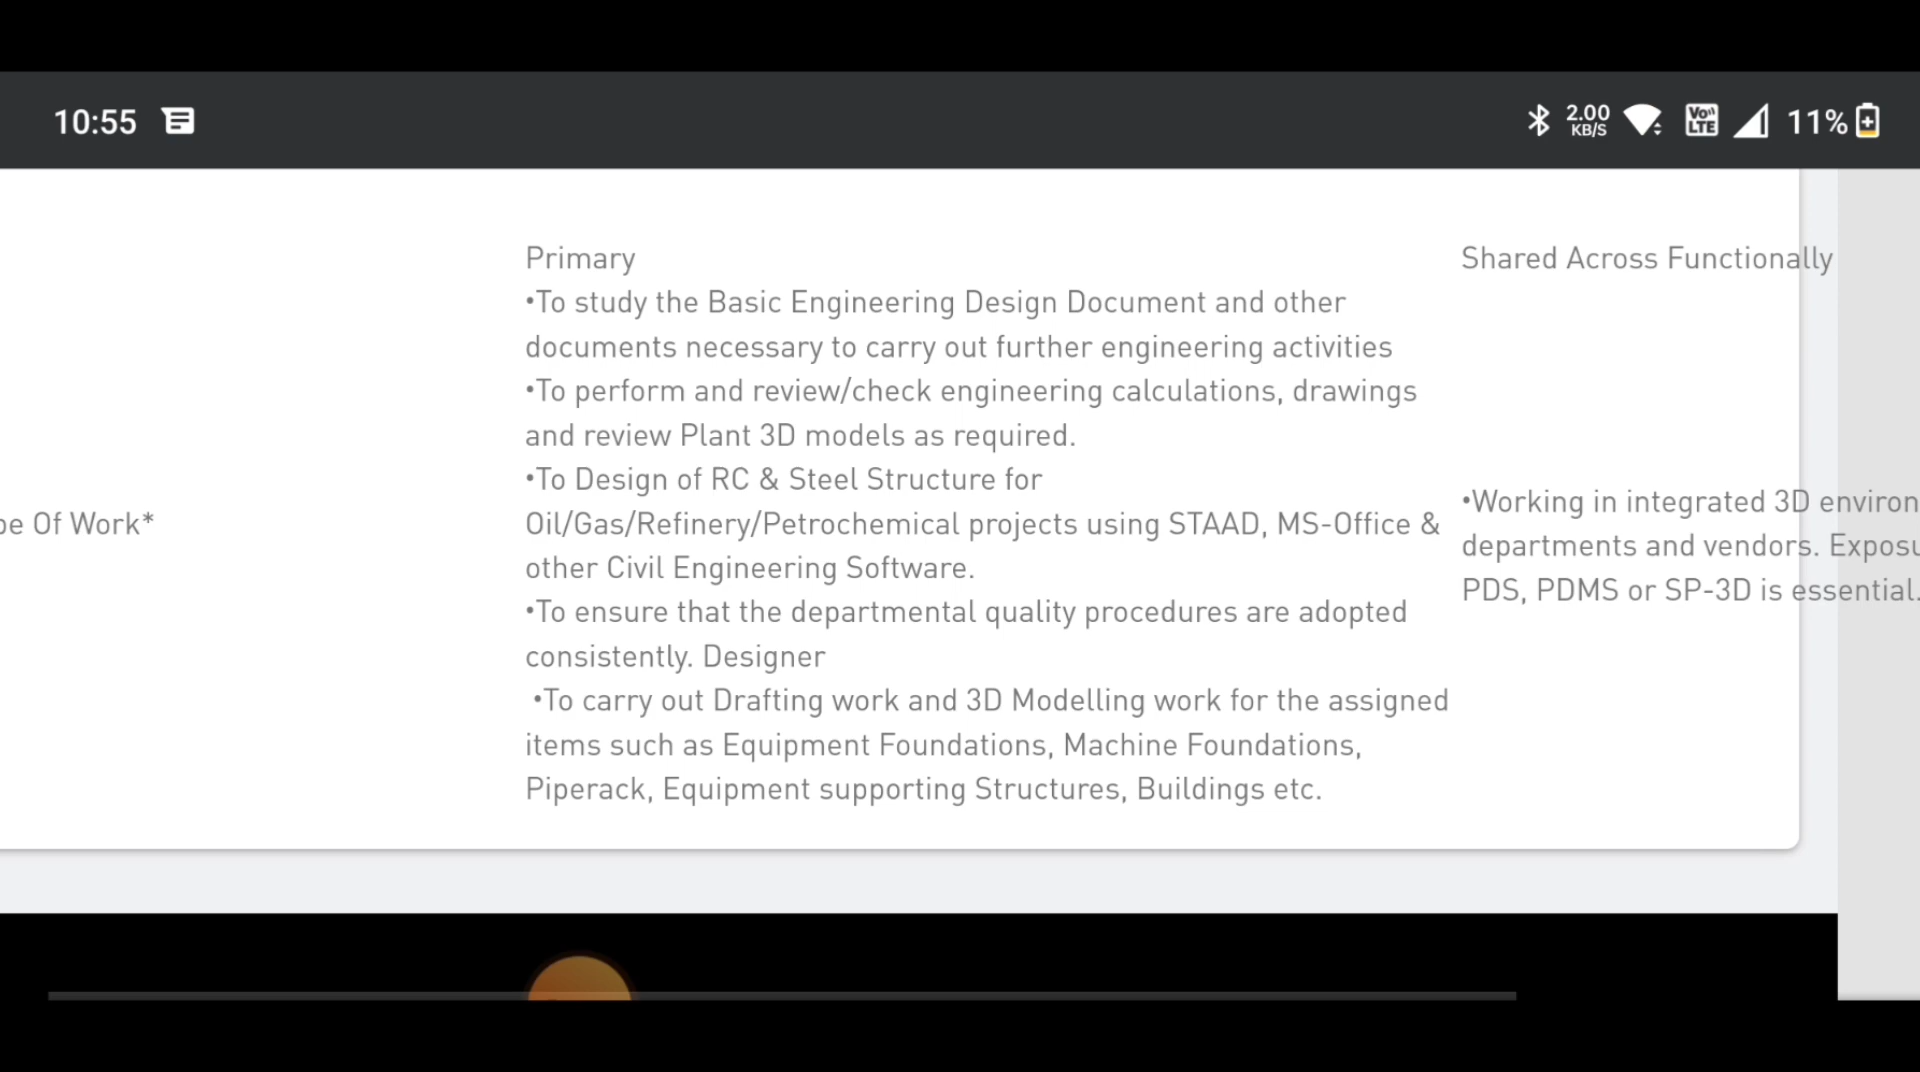 10:55
2.00
KB/S
Vo))
LTE
11%
Primary
•To study the Basic Engineering Design Document and other
documents necessary to carry out further engineering activities
•To perform and review/check engineering calculations, drawings
and review Plant 3D models as required.
•To Design of RC & Steel Structure for
Oil/Gas/Refinery/Petrochemical projects using STAAD, MS-Office &
other Civil Engineering Software.
•To ensure that the departmental quality procedures are adopted
consistently. Designer
•To carry out Drafting work and 3D Modelling work for the assigned
items such as Equipment Foundations, Machine Foundations,
Piperack, Equipment supporting Structures, Buildings etc.
Of Work*
Shared Across Functionally
•Working in integrated 3D
departments and vendors.
PDS, PDMS or SP-3D is essential.